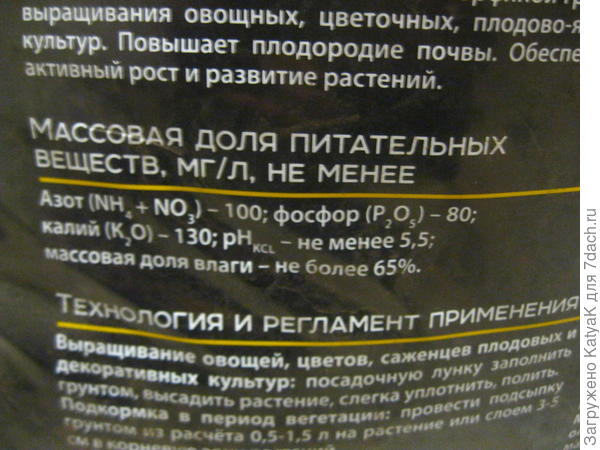 выращивания овощных, цветочных, плодово-я
культур. Повышает плодородие почвы. Обеспе
активный рост и развитие растений.
МАССОВАЯ ДОЛЯ ПИТАТЕЛЬНЫХ
ВЕЩЕСТВ, МГ/Л, НЕ МЕНЕЕ
Азот (NH4 + NO3) – 100; фосфор (P2O5) – 80;
калий (K2O) – 130; pHKCL – не менее 5,5;
массовая доля влаги – не более 65%.
ТЕХНОЛОГИЯ И РЕГЛАМЕНТ ПРИМЕНЕНИЯ
Выращивание овощей, цветов, саженцев плодовых и
декоративных культур: посадочную лунку заполнить
грунтом, высадить растение, слегка уплотнить, полить.
Подкормка в период вегетации: провести подсыпку
грунтом из расчёта 0,5-1,5 л на растение или слоем 3-5
см в корневую
Загружено KatyaK для 7dach.ru